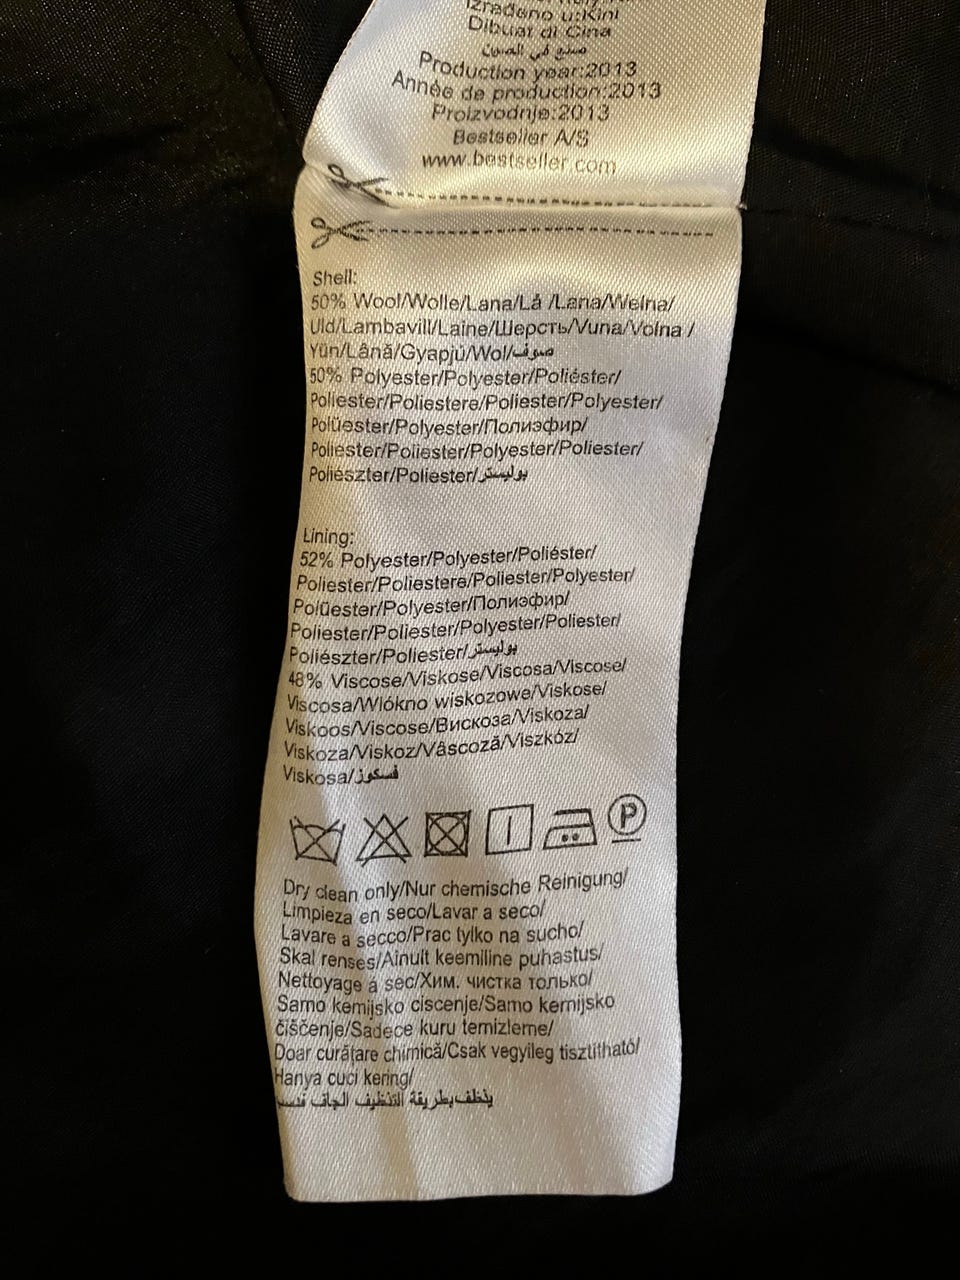 Izradeno u:Kini
Dibuat di Cina
صنع في الصين
Production year:2013
Année de production:2013
Proizvodnje:2013
Bestseller A/S
www.bestseller.com
Shell:
50% Wool/Wolle/Lana/Lã /Lana/Wełna/
Uld/Lambavill/Laine/Шерсть/Vuna/Volna /
Yün/Lână/Gyapjú/Wol/صوف
50% Polyester/Polyester/Poliéster/
Poliester/Poliestere/Poliester/Polyester/
Polüester/Polyester/Полиэфир/
Poliester/Poliester/Polyester/Poliester/
Poliészter/Poliester/بوليستر
Lining:
52% Polyester/Polyester/Poliéster/
Poliester/Poliestere/Poliester/Polyester/
Polüester/Polyester/Полиэфир/
Poliester/Poliester/Polyester/Poliester/
Poliészter/Poliester/بوليستر
48% Viscose/Viskose/Viscosa/Viscose/
Viscosa/Włókno wiskozowe/Viskose/
Viskoos/Viscose/Вискоза/Viskoza/
Viskoza/Viskoz/Vâscoză/Viszkóz/
Viskosa/فسكوز
P
Dry clean only/Nur chemische Reinigung/
Limpieza en seco/Lavar a seco/
Lavare a secco/Prac tylko na sucho/
Skal renses/Ainult keemiline puhastus/
Nettoyage à sec/Хим. чистка только/
Samo kemijsko ciscenje/Samo kemijsko
čiščenje/Sadece kuru temizleme/
Doar curățare chimică/Csak vegyileg tisztítható/
Hanya cuci kering/
ينظف بطريقة التنظيف الجاف فقط